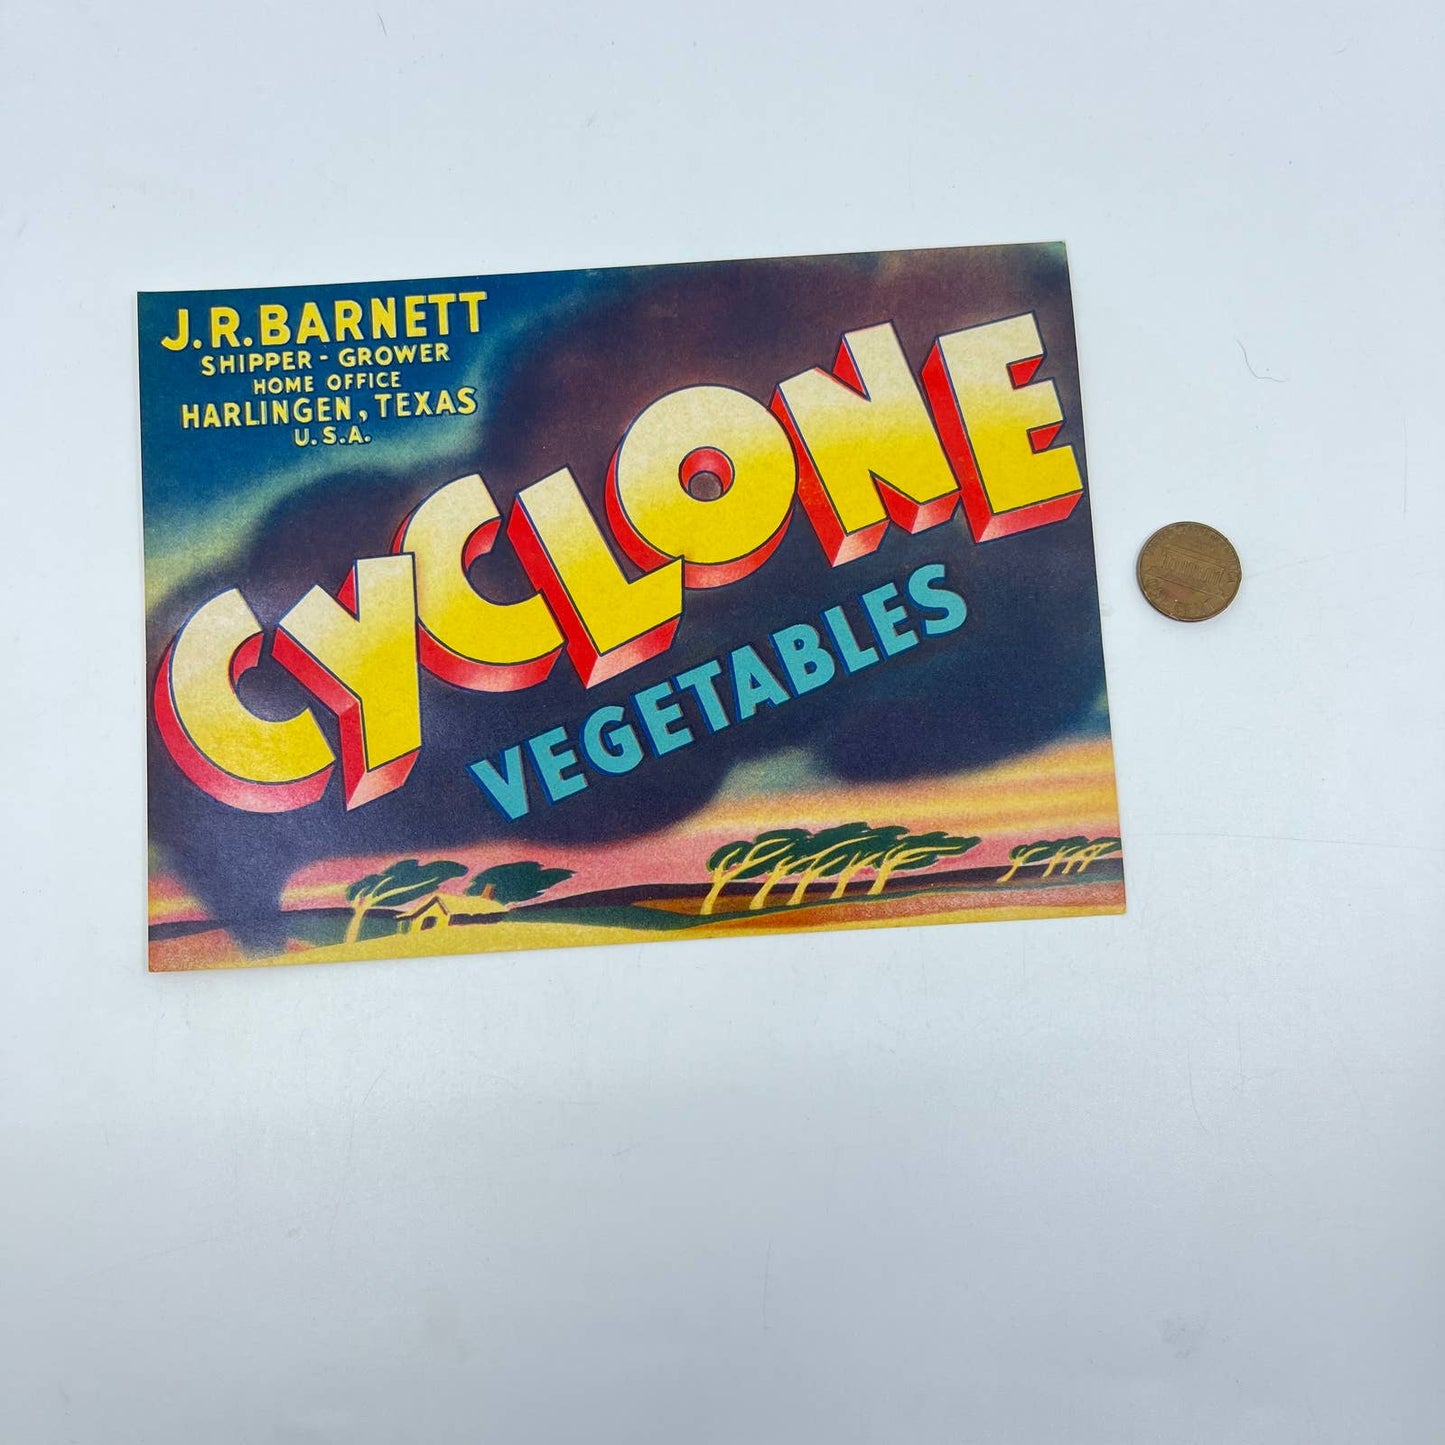 J.R. BARNETT
SHIPPER - GROWER
HOME OFFICE
HARLINGEN, TEXAS
U.S.A.
CYCLONE
VEGETABLES